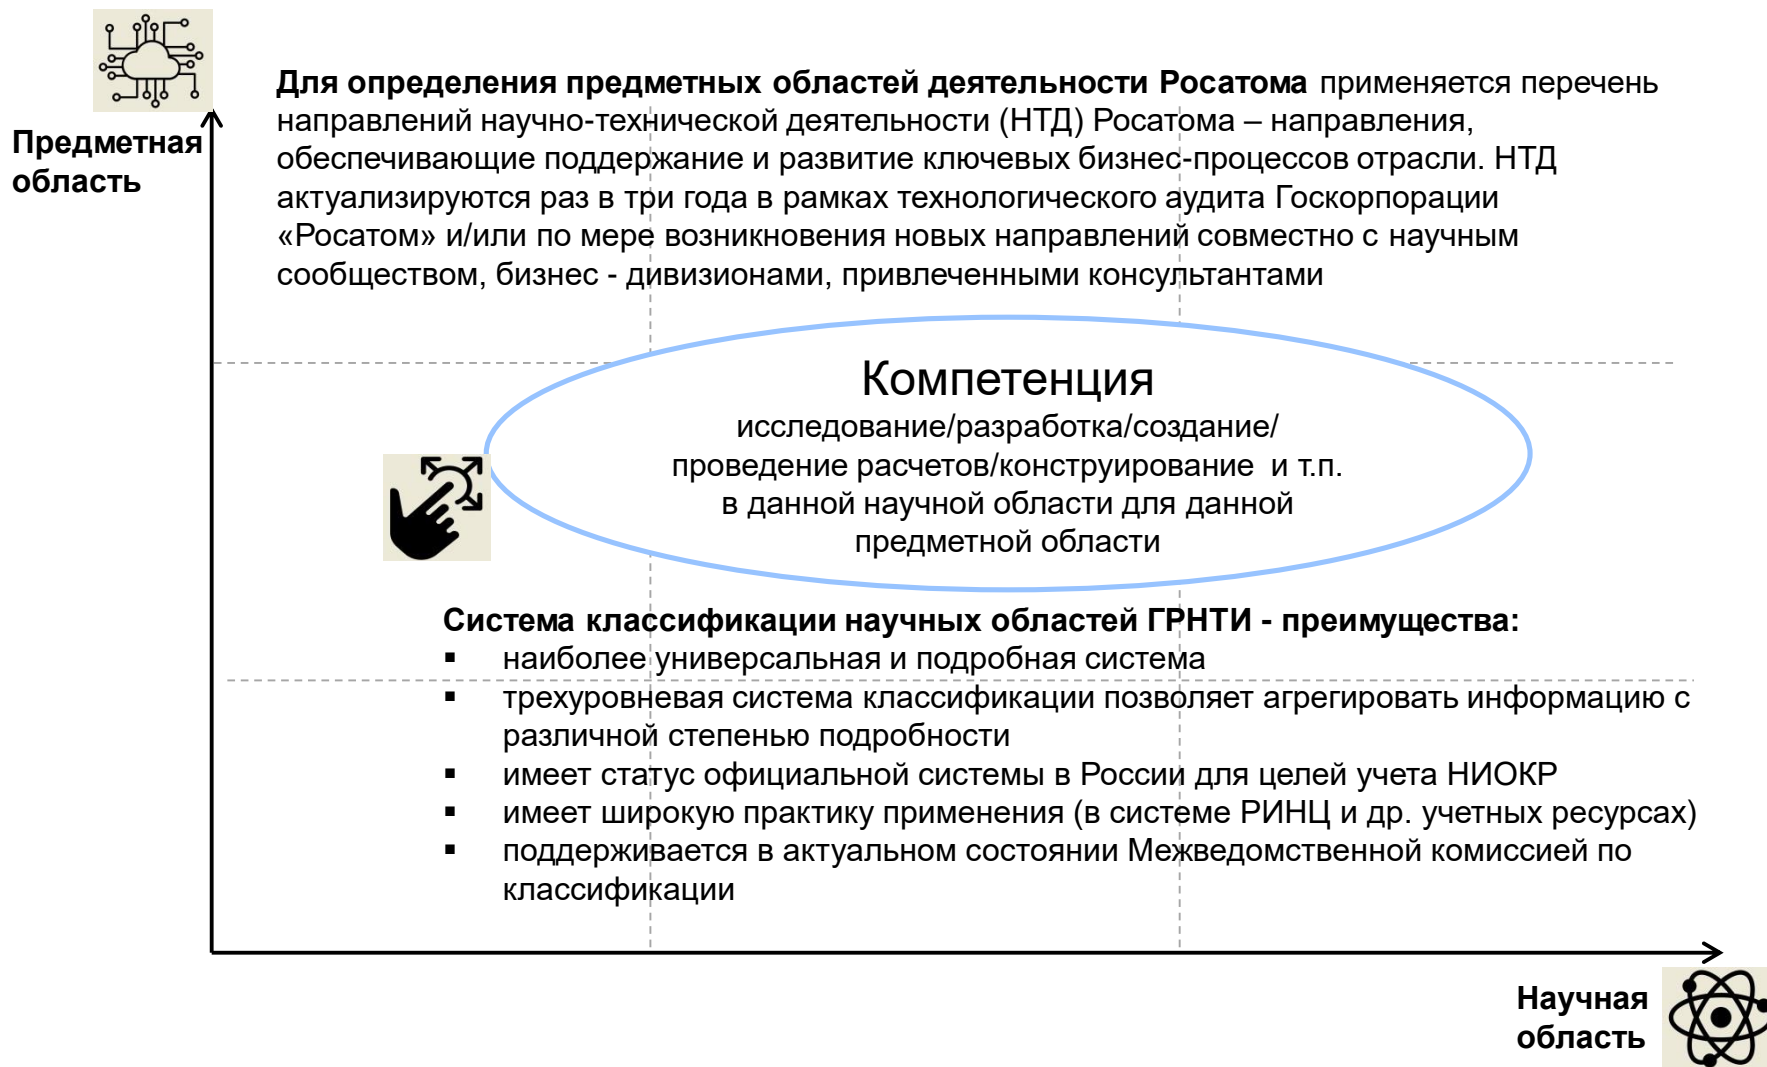 Предметная
область
Для определения предметных областей деятельности Росатома применяется перечень
направлений научно-технической деятельности (НТД) Росатома – направления,
обеспечивающие поддержание и развитие ключевых бизнес-процессов отрасли. НТД
актуализируются раз в три года в рамках технологического аудита Госкорпорации
«Росатом» и/или по мере возникновения новых направлений совместно с научным
сообществом, бизнес - дивизионами, привлеченными консультантами
Компетенция
исследование/разработка/создание/
проведение расчетов/конструирование и т.п.
в данной научной области для данной
предметной области
Система классификации научных областей ГРНТИ - преимущества:
▪ наиболее универсальная и подробная система
▪ трехуровневая система классификации позволяет агрегировать информацию с
различной степенью подробности
▪ имеет статус официальной системы в России для целей учета НИОКР
▪ имеет широкую практику применения (в системе РИНЦ и др. учетных ресурсах)
▪ поддерживается в актуальном состоянии Межведомственной комиссией по
классификации
Научная
область